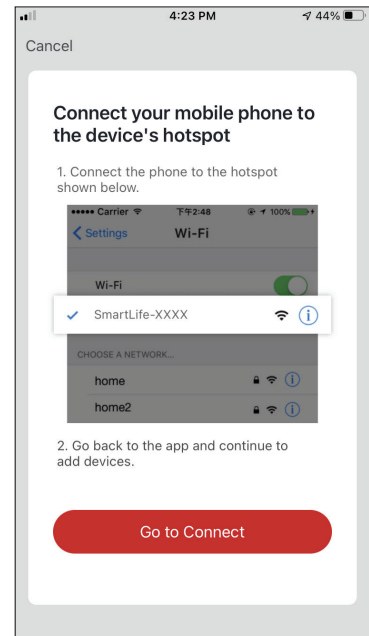 4:23 PM
44%
Cancel
Connect your mobile phone to
the device's hotspot
1. Connect the phone to the hotspot
shown below.
Carrier 下午2:48 100%
Settings Wi-Fi
Wi-Fi
SmartLife-XXXX
CHOOSE A NETWORK...
home
home2
2. Go back to the app and continue to
add devices.
Go to Connect